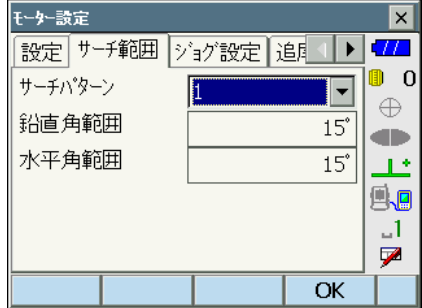 ﾓｰﾀｰ設定
設定 サーチ範囲 ジョグ設定
0
サーチパターン 1
鉛直角範囲 15°
水平角範囲 15°
1
OK